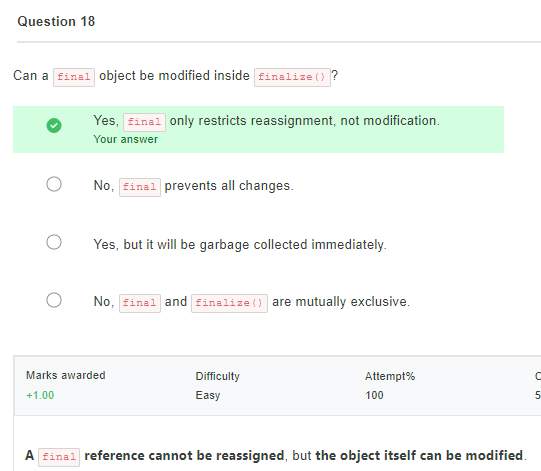 Question 18
Can a final object be modified inside finalize()?
Yes, final only restricts reassignment, not modification.
Your answer
No, final prevents all changes.
Yes, but it will be garbage collected immediately.
No, final and finalize() are mutually exclusive.
Marks awarded Difficulty Attempt%
+1.00 Easy 100 5
A final reference cannot be reassigned, but the object itself can be modified.